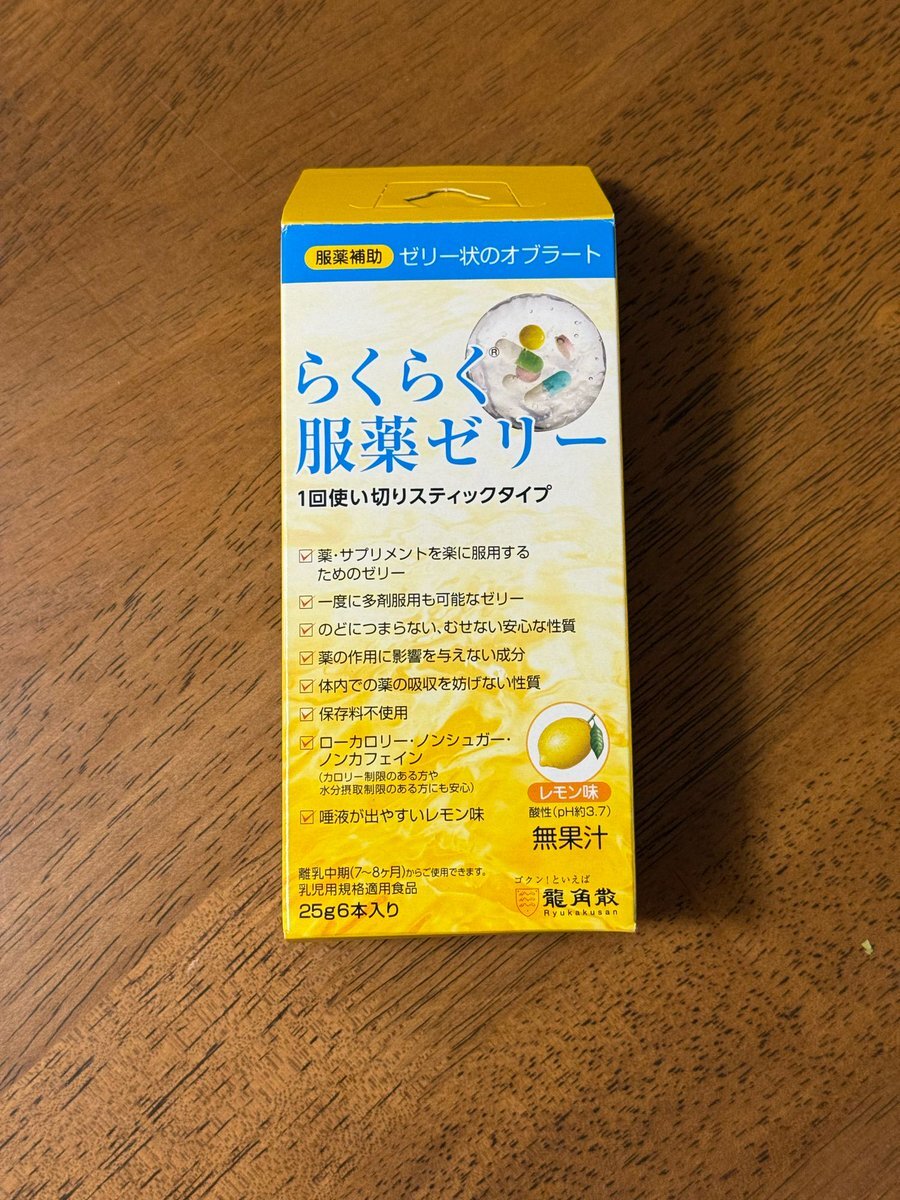 服薬補助 ゼリー状のオブラート
らくらく®
服薬ゼリー
1回使い切りスティックタイプ
薬・サプリメントを楽に服用する
ためのゼリー
一度に多剤服用も可能なゼリー
のどにつまらない、むせない安心な性質
薬の作用に影響を与えない成分
体内での薬の吸収を妨げない性質
保存料不使用
ローカロリー・ノンシュガー・
ノンカフェイン
(カロリー制限のある方や
水分摂取制限のある方にも安心)
唾液が出やすいレモン味
レモン味
酸性(pH約3.7)
無果汁
離乳中期(7〜8ヶ月)からご使用できます。
乳児用規格適用食品
25g6本入り
ゴクン!といえば
龍角散
Ryukakusan